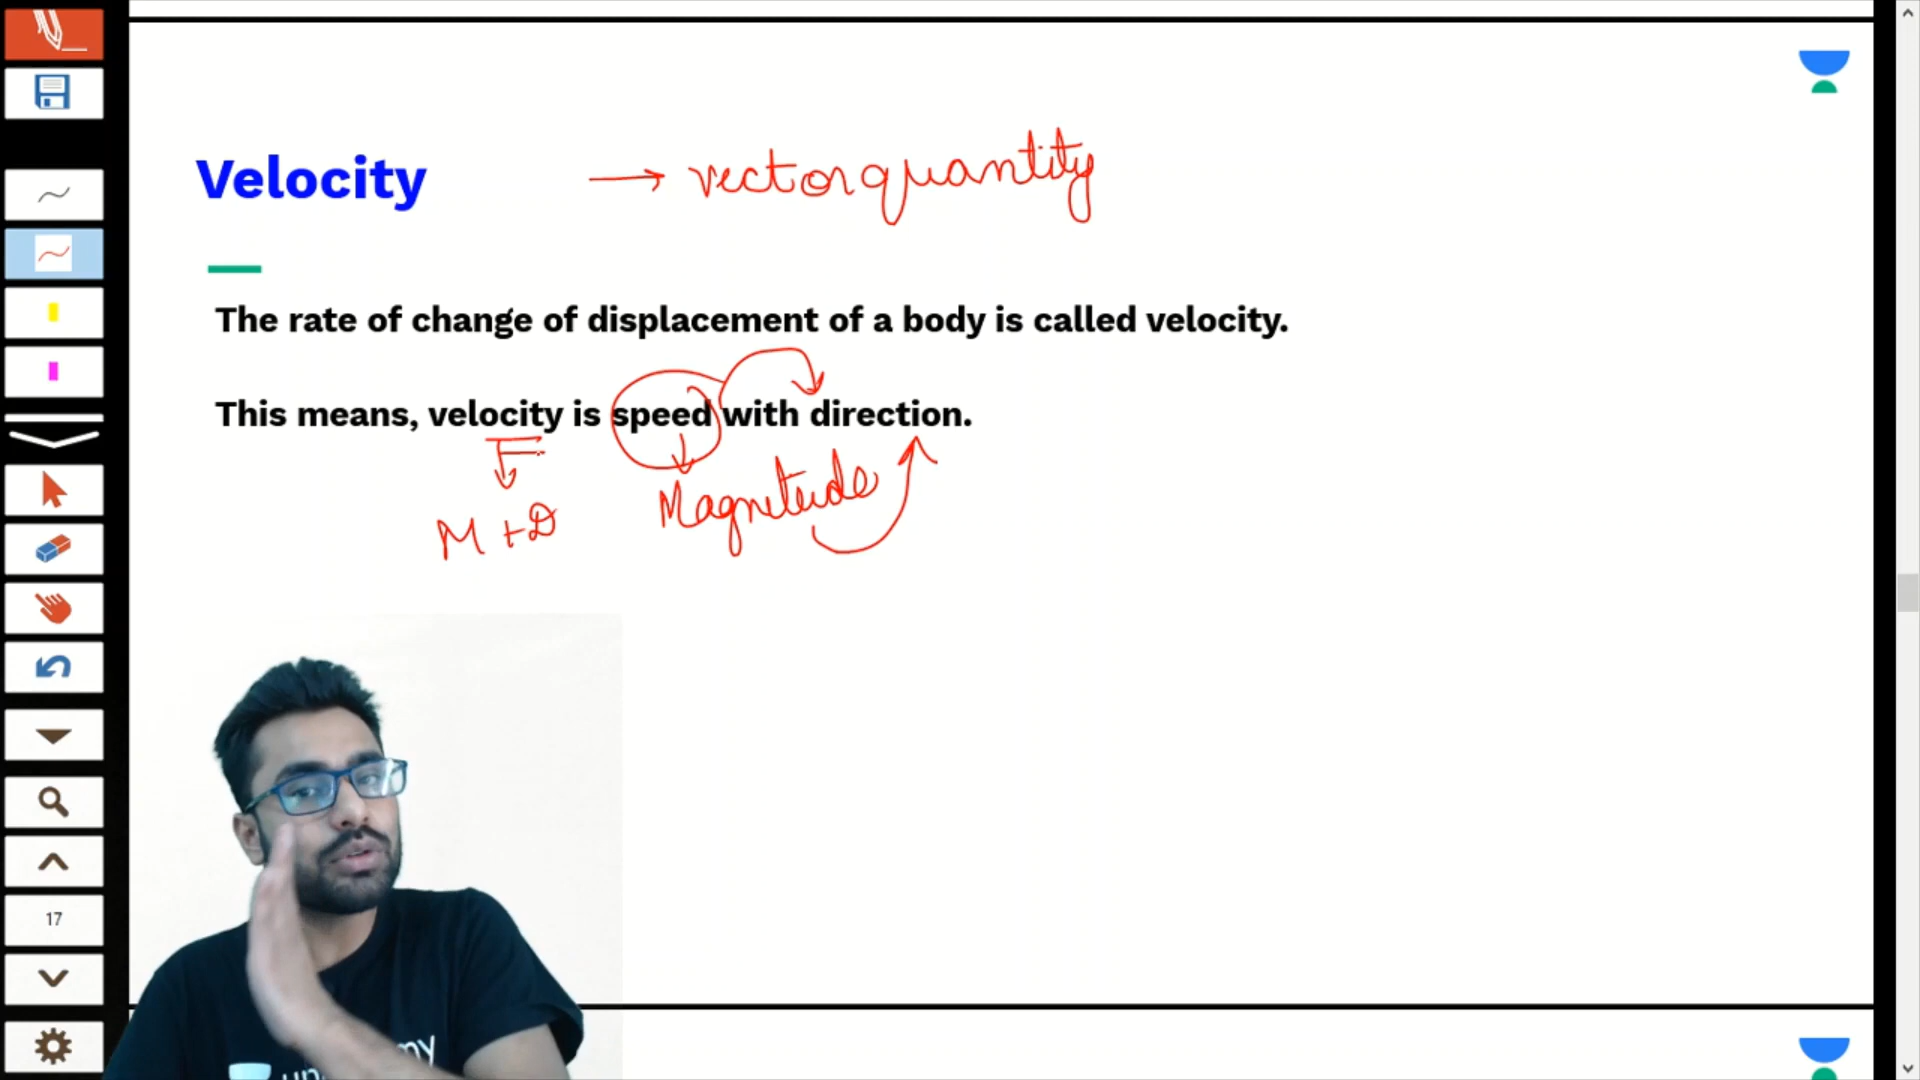 Velocity → vector quantity
The rate of change of displacement of a body is called velocity.
This means, velocity is speed with direction.
Magnitude
M + D
17